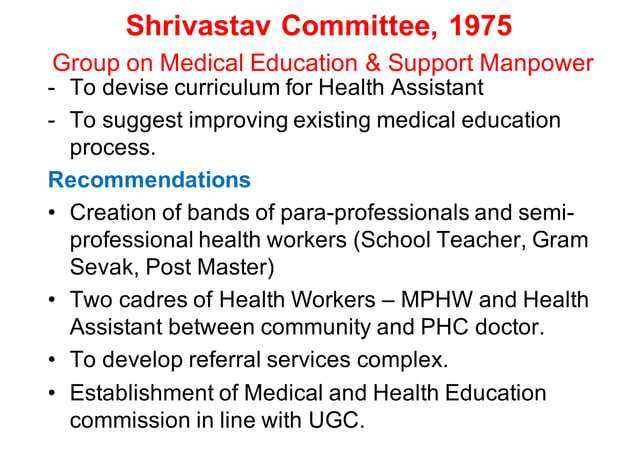 Shrivastav Committee, 1975
Group on Medical Education & Support Manpower
- To devise curriculum for Health Assistant
- To suggest improving existing medical education
process.
Recommendations
• Creation of bands of para-professionals and semi-
professional health workers (School Teacher, Gram
Sevak, Post Master)
• Two cadres of Health Workers – MPHW and Health
Assistant between community and PHC doctor.
• To develop referral services complex.
• Establishment of Medical and Health Education
commission in line with UGC.